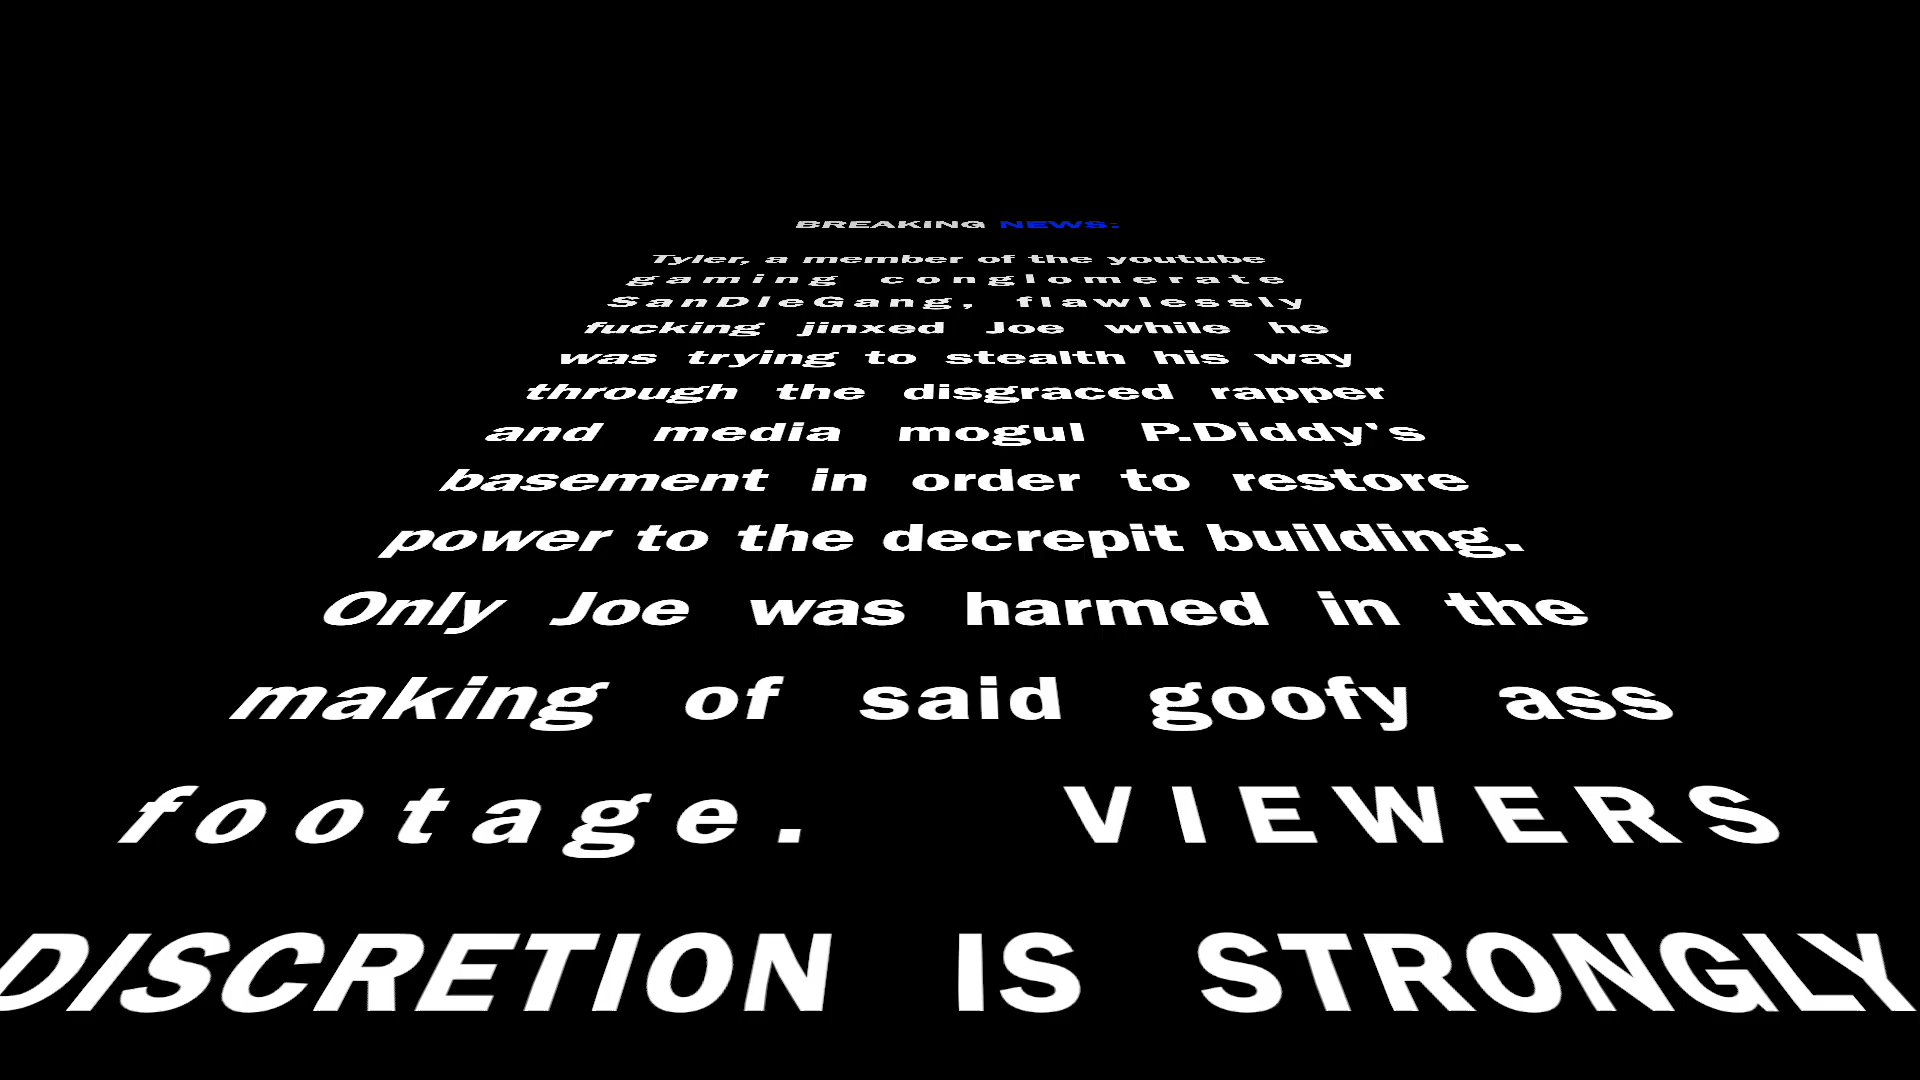 BREAKING NEWS:
Tyler, a member of the youtube
gaming conglomerate
SanDieGang, flawlessly
fucking jinxed Joe while he
was trying to stealth his way
through the disgraced rapper
and media mogul P.Diddy's
basement in order to restore
power to the decrepit building.
Only Joe was harmed in the
making of said goofy ass
footage. VIEWERS
DISCRETION IS STRONGLY